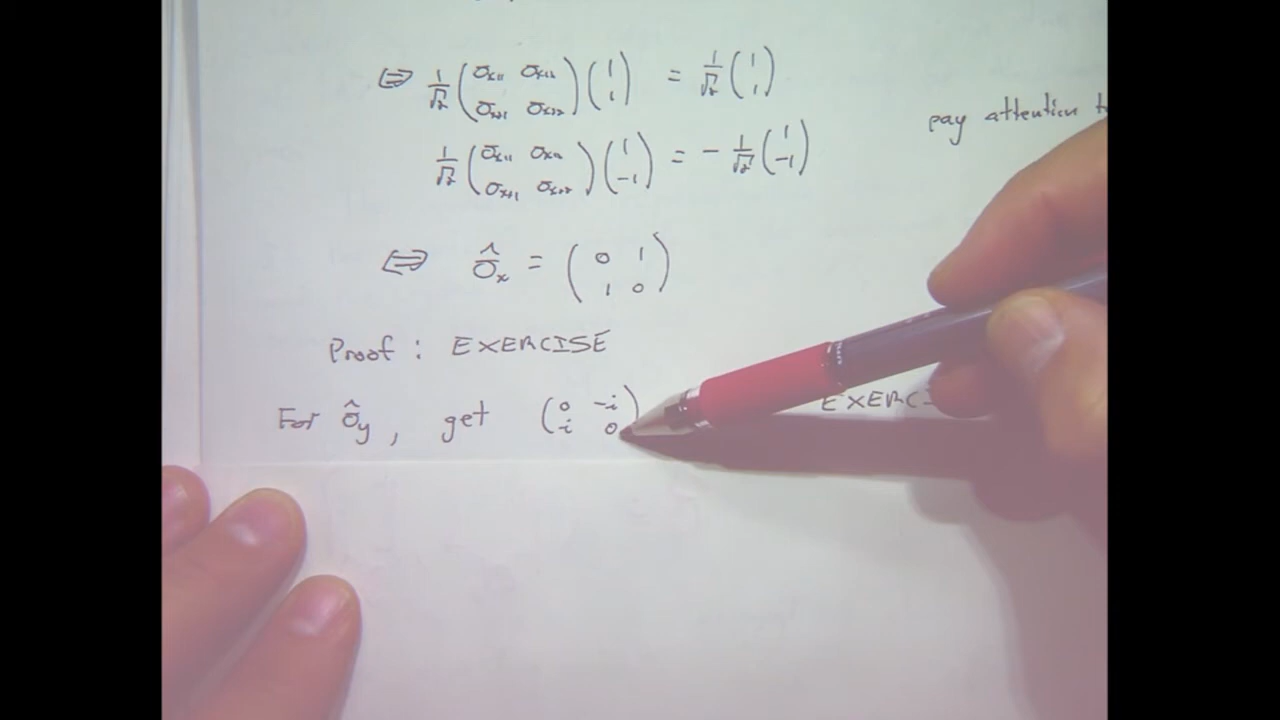 ⇔ 1/√2 (σx11 σx12 / σx21 σx22)(1 / 1) = 1/√2 (1 / 1)
pay attention t
1/√2 (σx11 σx12 / σx21 σx22)(1 / -1) = - 1/√2 (1 / -1)
⇔ σ̂x = (0 1 / 1 0)
Proof : EXERCISE
For σ̂y , get (0 -i / i 0) EXERCI